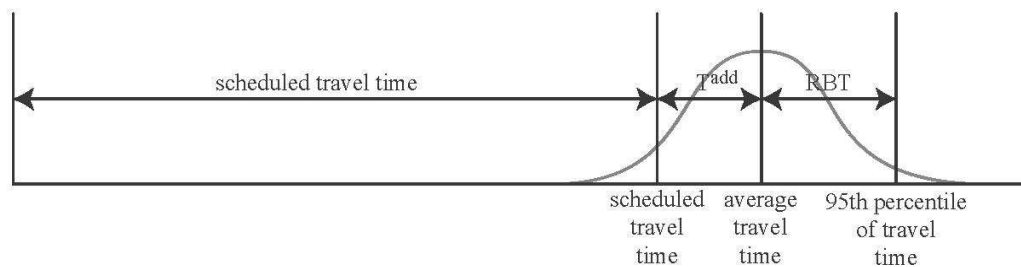 scheduled travel time
T^add
RBT
scheduled
travel
time
average
travel
time
95th percentile
of travel
time